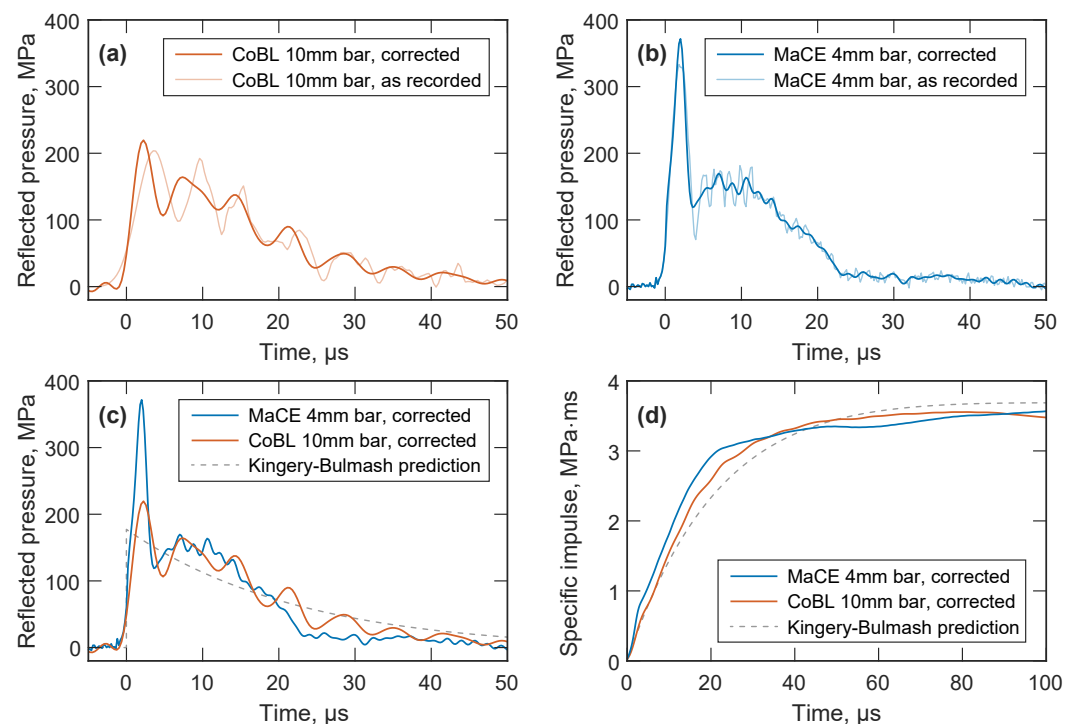 (a)
CoBL 10mm bar, corrected
CoBL 10mm bar, as recorded
Reflected pressure, MPa
400
300
200
100
0
0 10 20 30 40 50
Time, μs
(b)
MaCE 4mm bar, corrected
MaCE 4mm bar, as recorded
Reflected pressure, MPa
400
300
200
100
0
0 10 20 30 40 50
Time, μs
(c)
MaCE 4mm bar, corrected
CoBL 10mm bar, corrected
Kingery-Bulmash prediction
Reflected pressure, MPa
400
300
200
100
0
0 10 20 30 40 50
Time, μs
(d)
Specific impulse, MPa·ms
4
3
2
1
0
MaCE 4mm bar, corrected
CoBL 10mm bar, corrected
Kingery-Bulmash prediction
0 20 40 60 80 100
Time, μs